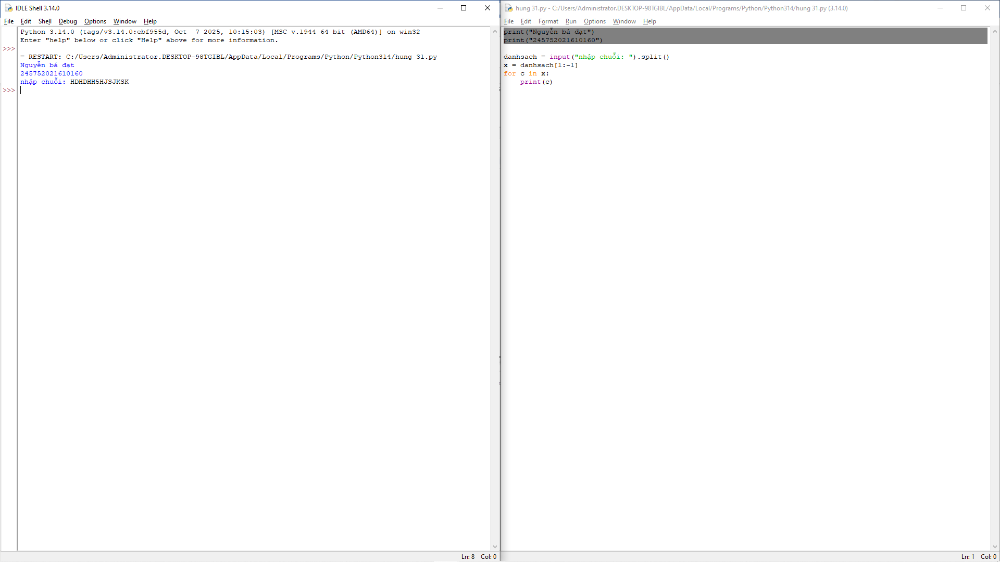 IDLE Shell 3.14.0
File Edit Shell Debug Options Window Help
Python 3.14.0 (tags/v3.14.0:ebf955d, Oct  7 2025, 10:15:03) [MSC v.1944 64 bit (AMD64)] on win32
Enter "help" below or click "Help" above for more information.
>>>
= RESTART: C:/Users/Administrator.DESKTOP-98TGIBL/AppData/Local/Programs/Python/Python314/hung 31.py
Nguyễn bá đạt
245752021610160
nhập chuỗi: HDHDHH5HJSJKSK
>>>
Ln: 8 Col: 0
hung 31.py - C:/Users/Administrator.DESKTOP-98TGIBL/AppData/Local/Programs/Python/Python314/hung 31.py (3.14.0)
File Edit Format Run Options Window Help
print("Nguyễn bá đạt")
print("245752021610160")
danhsach = input("nhập chuỗi: ").split()
x = danhsach[1:-1]
for c in x:
    print(c)
Ln: 1 Col: 0